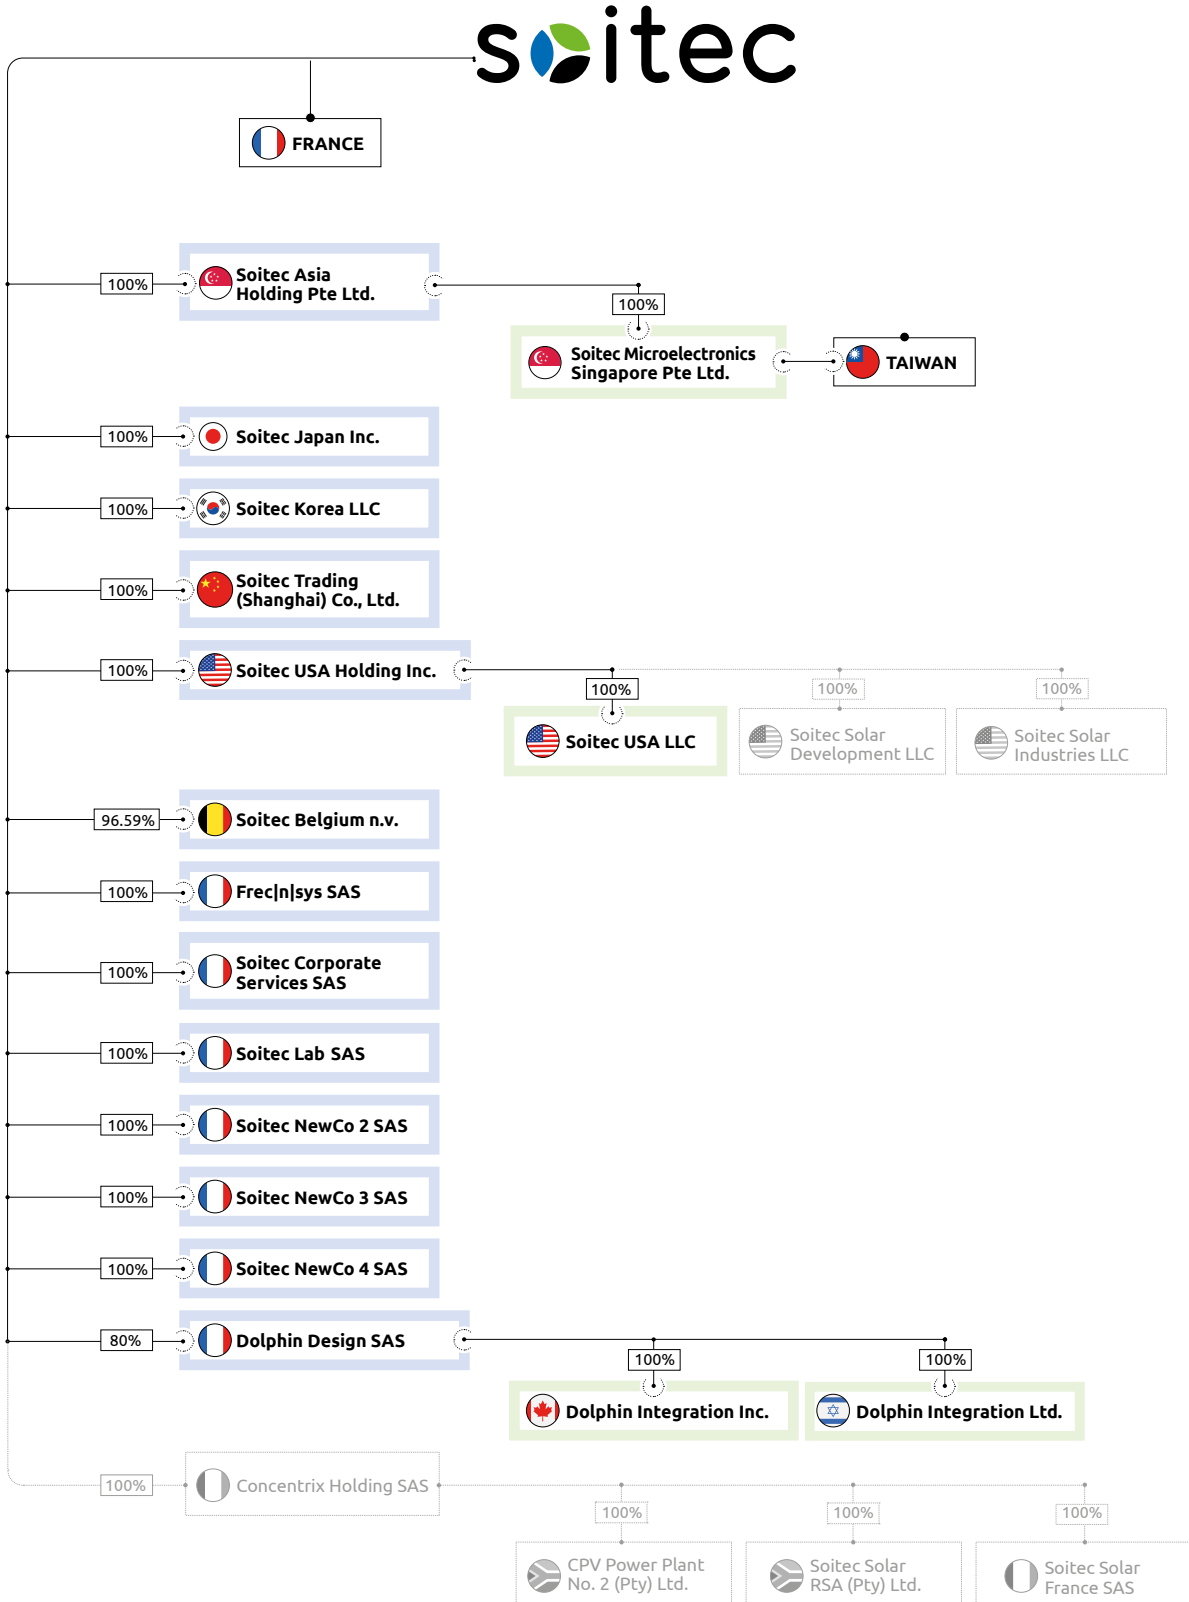 soitec
FRANCE
100%
Soitec Asia
Holding Pte Ltd.
100%
Soitec Microelectronics
Singapore Pte Ltd.
TAIWAN
100%
Soitec Japan Inc.
100%
Soitec Korea LLC
100%
Soitec Trading
(Shanghai) Co., Ltd.
100%
Soitec USA Holding Inc.
100%
100%
100%
Soitec USA LLC
Soitec Solar
Development LLC
Soitec Solar
Industries LLC
96.59%
Soitec Belgium n.v.
100%
Frec|n|sys SAS
100%
Soitec Corporate
Services SAS
100%
Soitec Lab SAS
100%
Soitec NewCo 2 SAS
100%
Soitec NewCo 3 SAS
100%
Soitec NewCo 4 SAS
80%
Dolphin Design SAS
100%
100%
Dolphin Integration Inc.
Dolphin Integration Ltd.
100%
Concentrix Holding SAS
100%
100%
100%
CPV Power Plant
No. 2 (Pty) Ltd.
Soitec Solar
RSA (Pty) Ltd.
Soitec Solar
France SAS